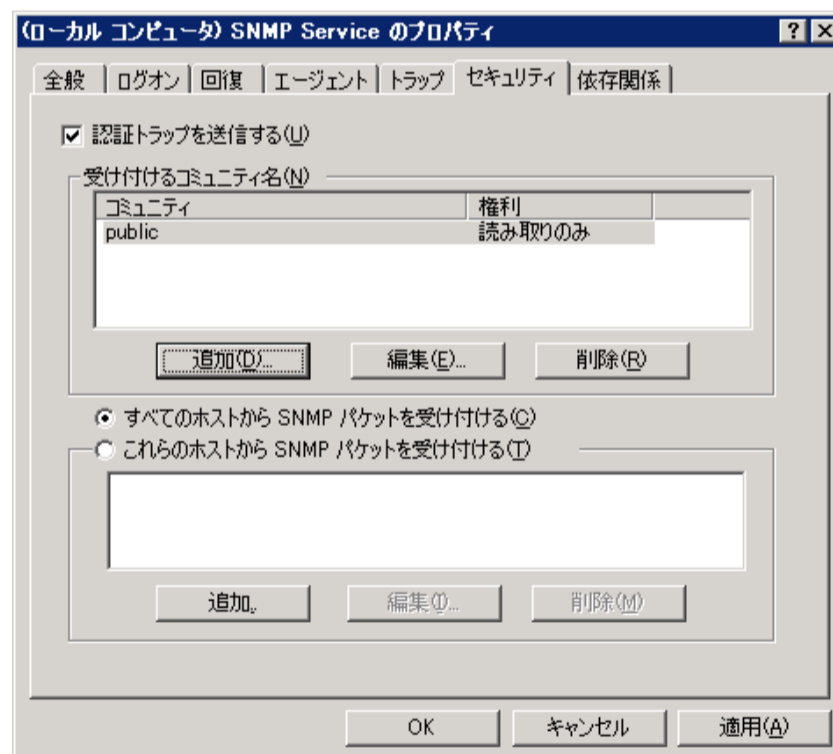 (ローカル コンピュータ) SNMP Service のプロパティ
全般 ログオン 回復 エージェント トラップ セキュリティ 依存関係
認証トラップを送信する(U)
受け付けるコミュニティ名(N)
コミュニティ 権利
public 読み取りのみ
追加(D)... 編集(E)... 削除(R)
すべてのホストから SNMP パケットを受け付ける(C)
これらのホストから SNMP パケットを受け付ける(T)
追加.. 編集(I)... 削除(M)
OK キャンセル 適用(A)